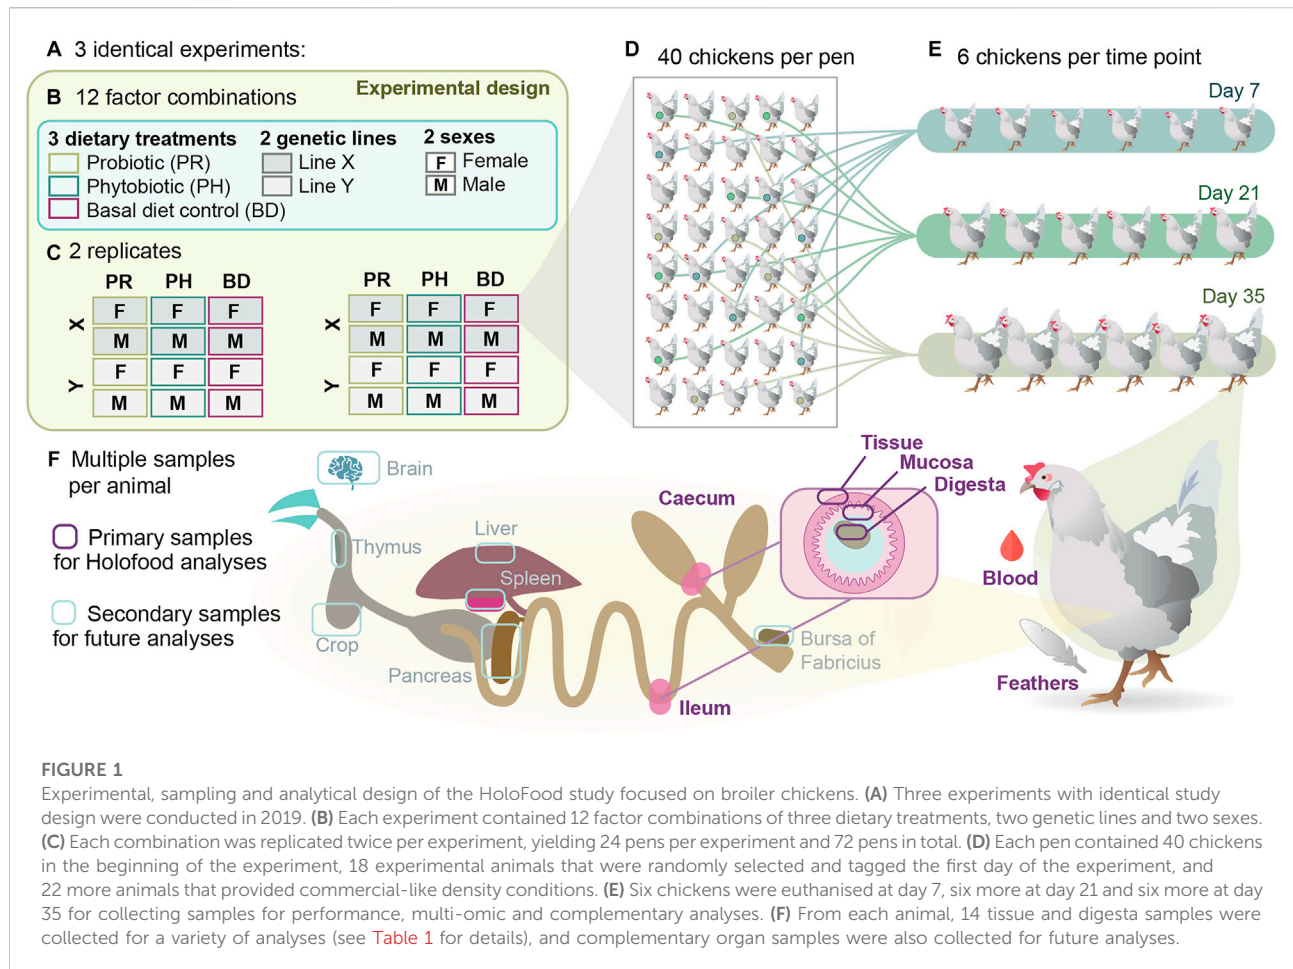 A 3 identical experiments:
Experimental design
B 12 factor combinations
3 dietary treatments
Probiotic (PR)
Phytobiotic (PH)
Basal diet control (BD)
2 genetic lines
Line X
Line Y
2 sexes
F Female
M Male
C 2 replicates
PR PH BD
X
F F F
M M M
Y
F F F
M M M
PR PH BD
X
F F F
M M M
Y
F F F
M M M
D 40 chickens per pen
E 6 chickens per time point
Day 7
Day 21
Day 35
F Multiple samples
per animal
Primary samples
for Holofood analyses
Secondary samples
for future analyses
Brain
Thymus
Crop
Liver
Spleen
Pancreas
Caecum
Ileum
Bursa of
Fabricius
Tissue
Mucosa
Digesta
Blood
Feathers
FIGURE 1
Experimental, sampling and analytical design of the HoloFood study focused on broiler chickens. (A) Three experiments with identical study
design were conducted in 2019. (B) Each experiment contained 12 factor combinations of three dietary treatments, two genetic lines and two sexes.
(C) Each combination was replicated twice per experiment, yielding 24 pens per experiment and 72 pens in total. (D) Each pen contained 40 chickens
in the beginning of the experiment, 18 experimental animals that were randomly selected and tagged the first day of the experiment, and
22 more animals that provided commercial-like density conditions. (E) Six chickens were euthanised at day 7, six more at day 21 and six more at day
35 for collecting samples for performance, multi-omic and complementary analyses. (F) From each animal, 14 tissue and digesta samples were
collected for a variety of analyses (see Table 1 for details), and complementary organ samples were also collected for future analyses.